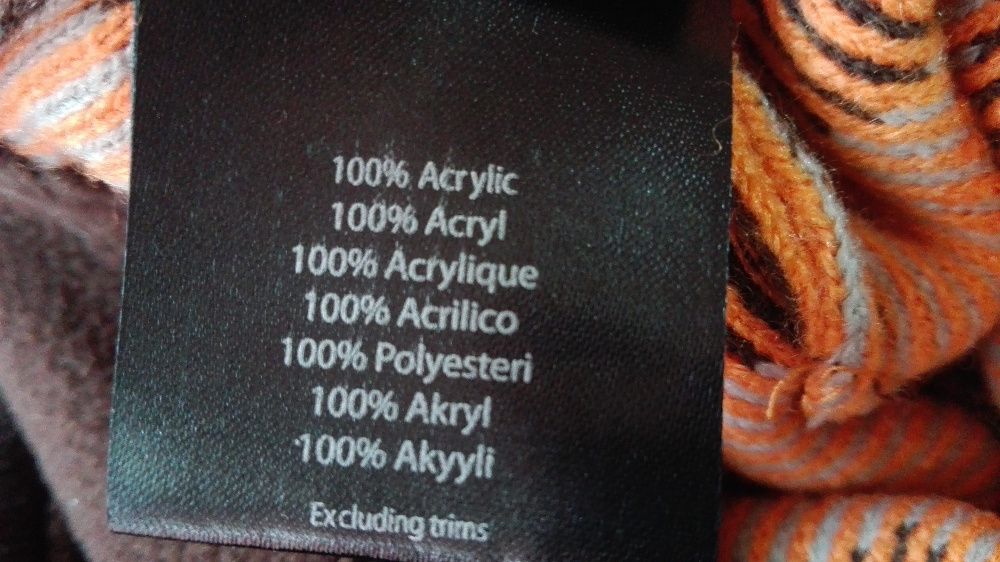 100% Acrylic
100% Acryl
100% Acrylique
100% Acrilico
100% Polyesteri
100% Akryl
100% Akyyli
Excluding trims